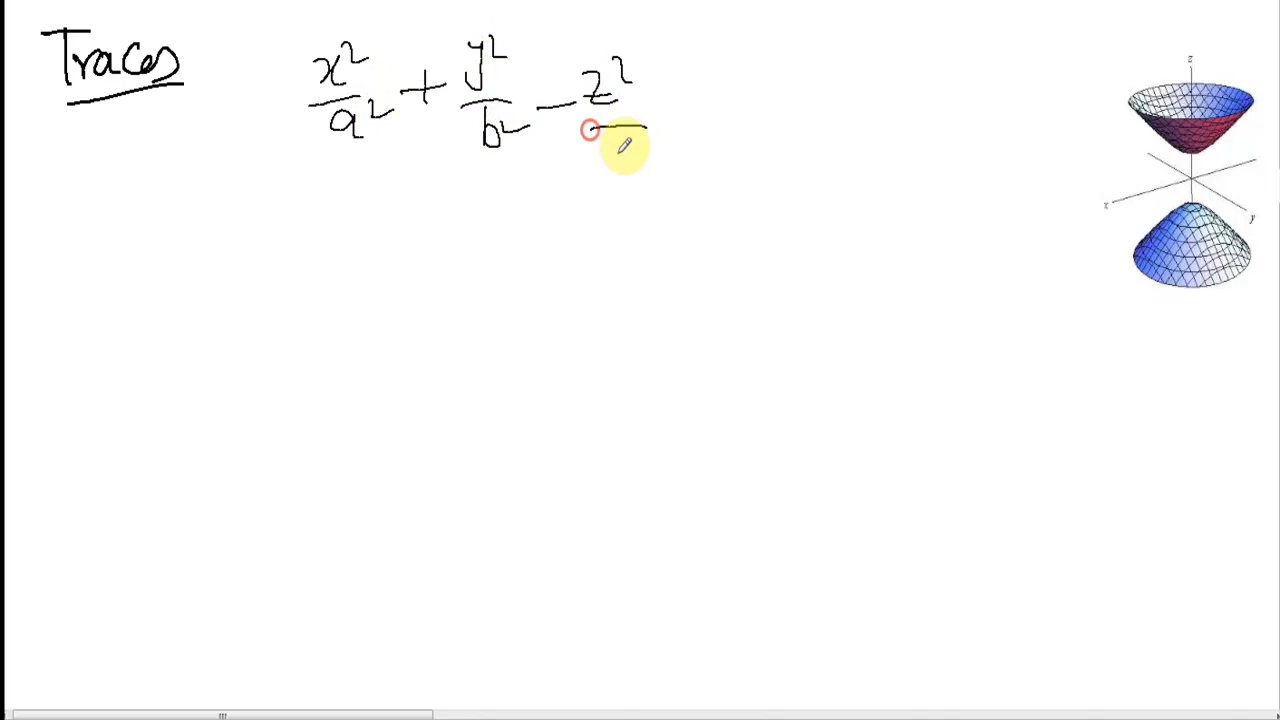 Traces
x²/a² + y²/b² − z²/
z
x
y